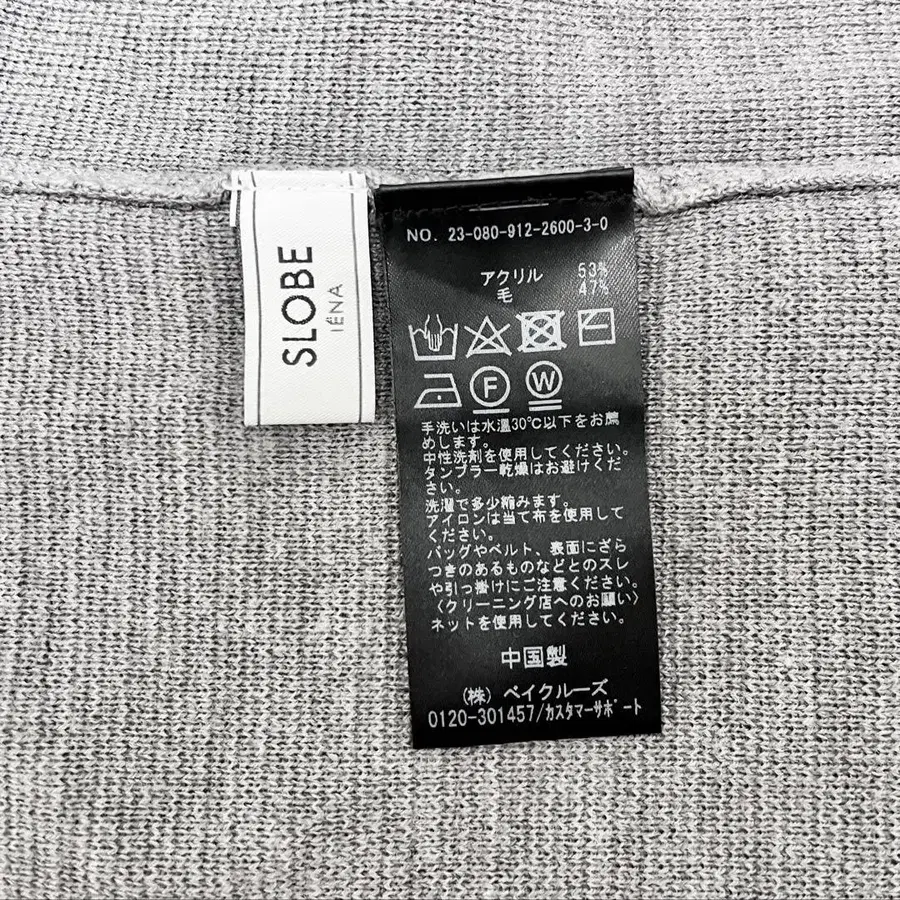 SLOBE
IÉNA
NO. 23-080-912-2600-3-0
アクリル 53%
毛 47%
F W
手洗いは水温30℃以下をお薦
めします。
中性洗剤を使用してください。
タンブラー乾燥はお避けくだ
さい。
洗濯で多少縮みます。
アイロンは当て布を使用して
ください。
バッグやベルト、表面にざら
つきのあるものなどとのスレ
や引っ掛けにご注意ください。
〈クリーニング店へのお願い〉
ネットを使用してください。
中国製
(株) ベイクルーズ
0120-301457/カスタマーサポート